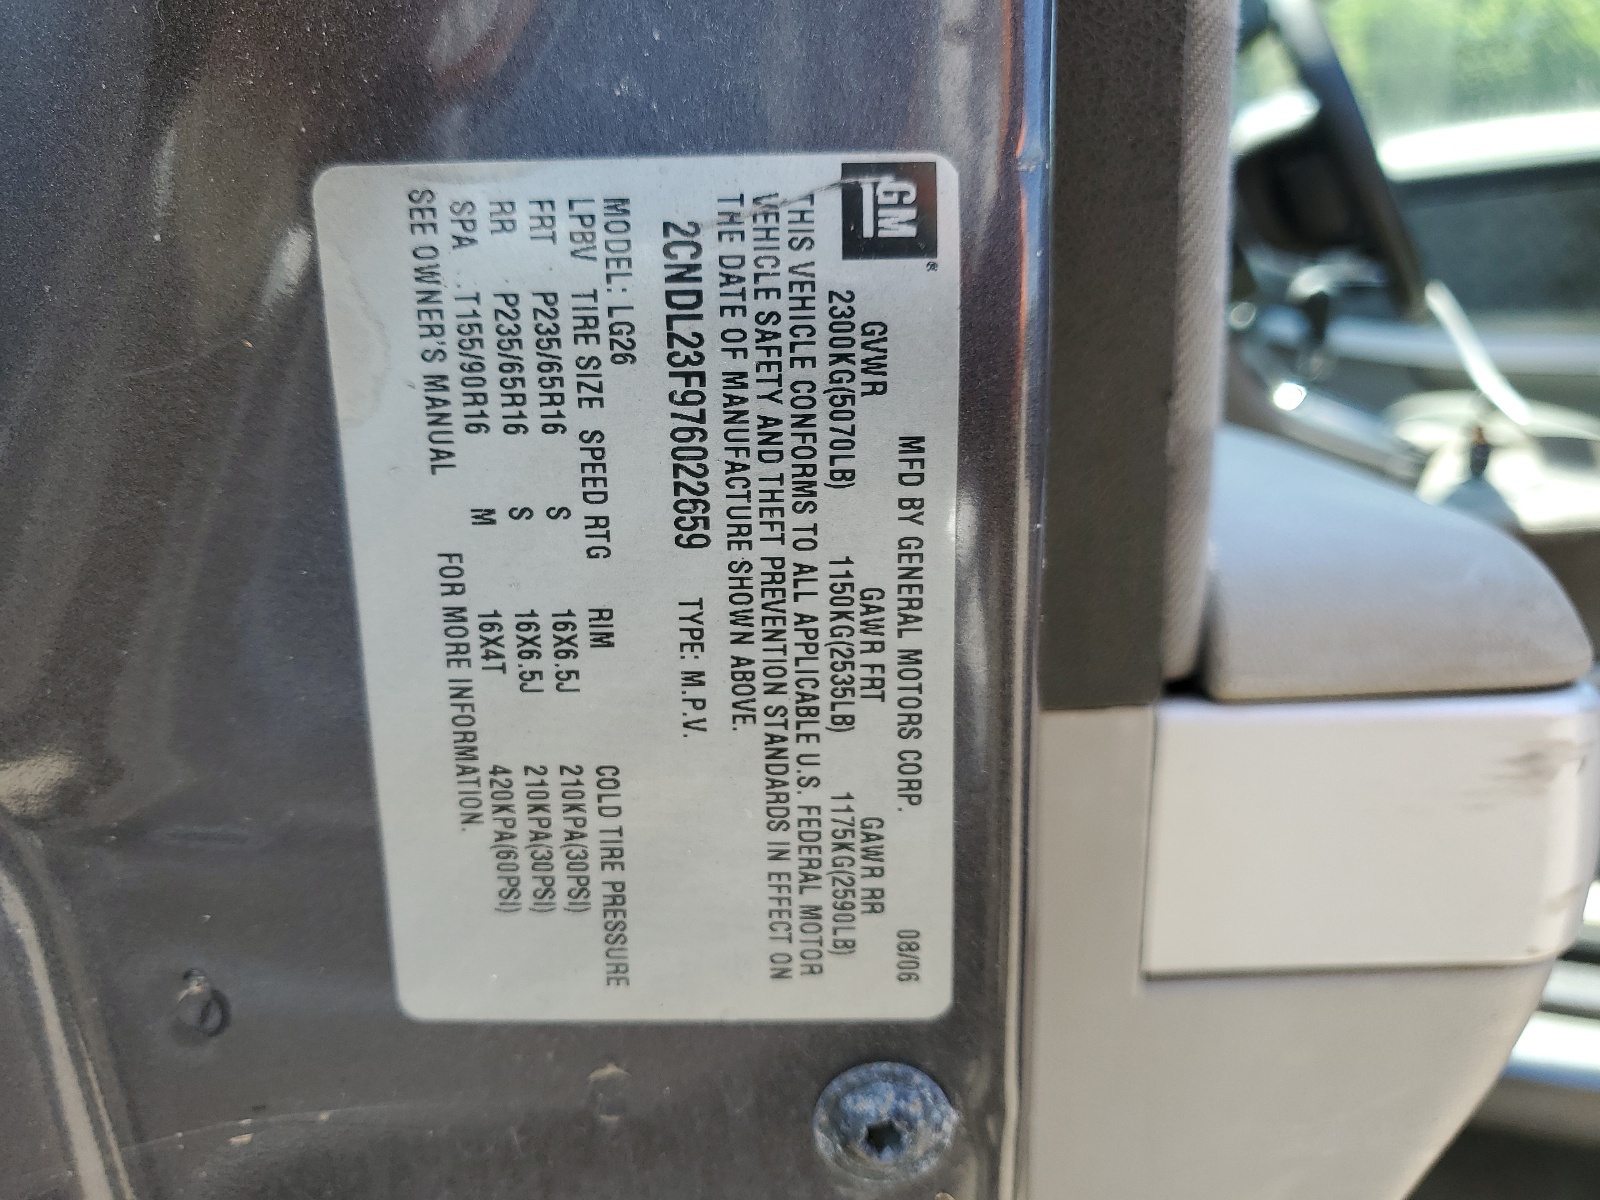 GM®
MFD BY GENERAL MOTORS CORP. 08/06
GVWR GAWR FRT GAWR RR
2300KG(5070LB) 1150KG(2535LB) 1175KG(2590LB)
THIS VEHICLE CONFORMS TO ALL APPLICABLE U.S. FEDERAL MOTOR
VEHICLE SAFETY AND THEFT PREVENTION STANDARDS IN EFFECT ON
THE DATE OF MANUFACTURE SHOWN ABOVE.
2CNDL23F976022659 TYPE: M.P.V.
MODEL: LG26
LPBV TIRE SIZE SPEED RTG RIM COLD TIRE PRESSURE
FRT P235/65R16 S 16X6.5J 210KPA(30PSI)
RR P235/65R16 S 16X6.5J 210KPA(30PSI)
SPA T155/90R16 M 16X4T 420KPA(60PSI)
SEE OWNER'S MANUAL FOR MORE INFORMATION.